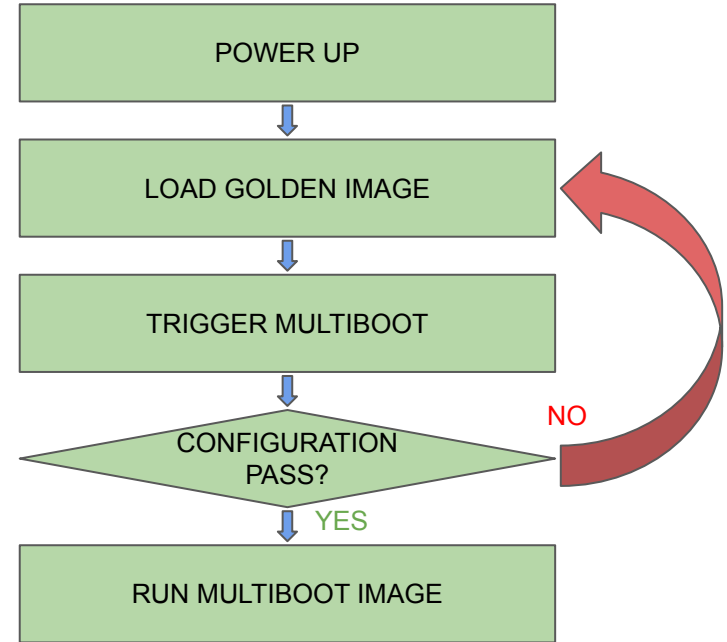 POWER UP
LOAD GOLDEN IMAGE
TRIGGER MULTIBOOT
NO
CONFIGURATION
PASS?
YES
RUN MULTIBOOT IMAGE